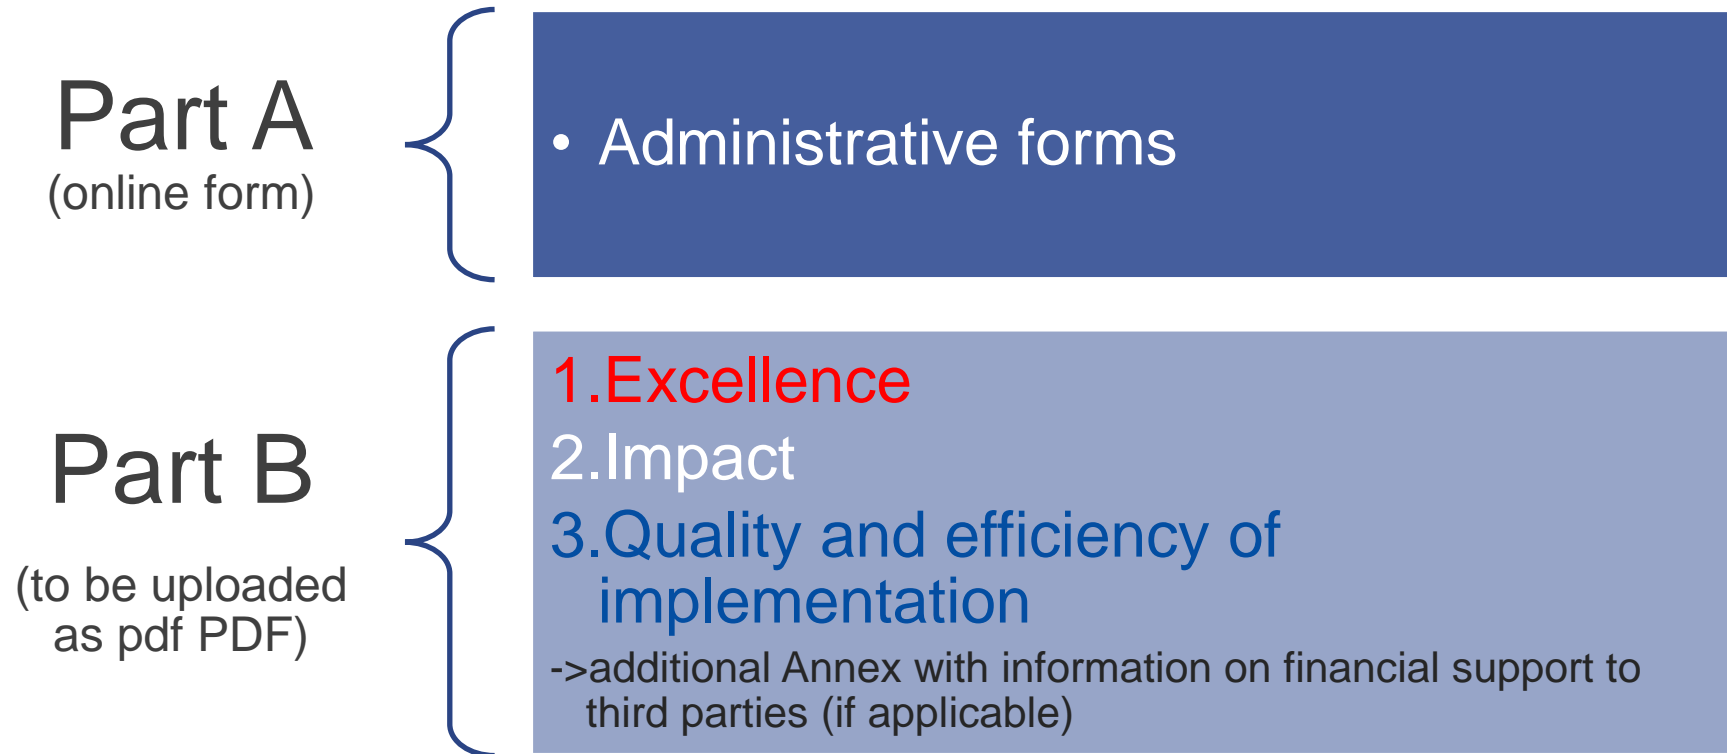 Part A
(online form)
• Administrative forms
Part B
(to be uploaded
as pdf PDF)
1.Excellence
2.Impact
3.Quality and efficiency of
implementation
->additional Annex with information on financial support to
third parties (if applicable)